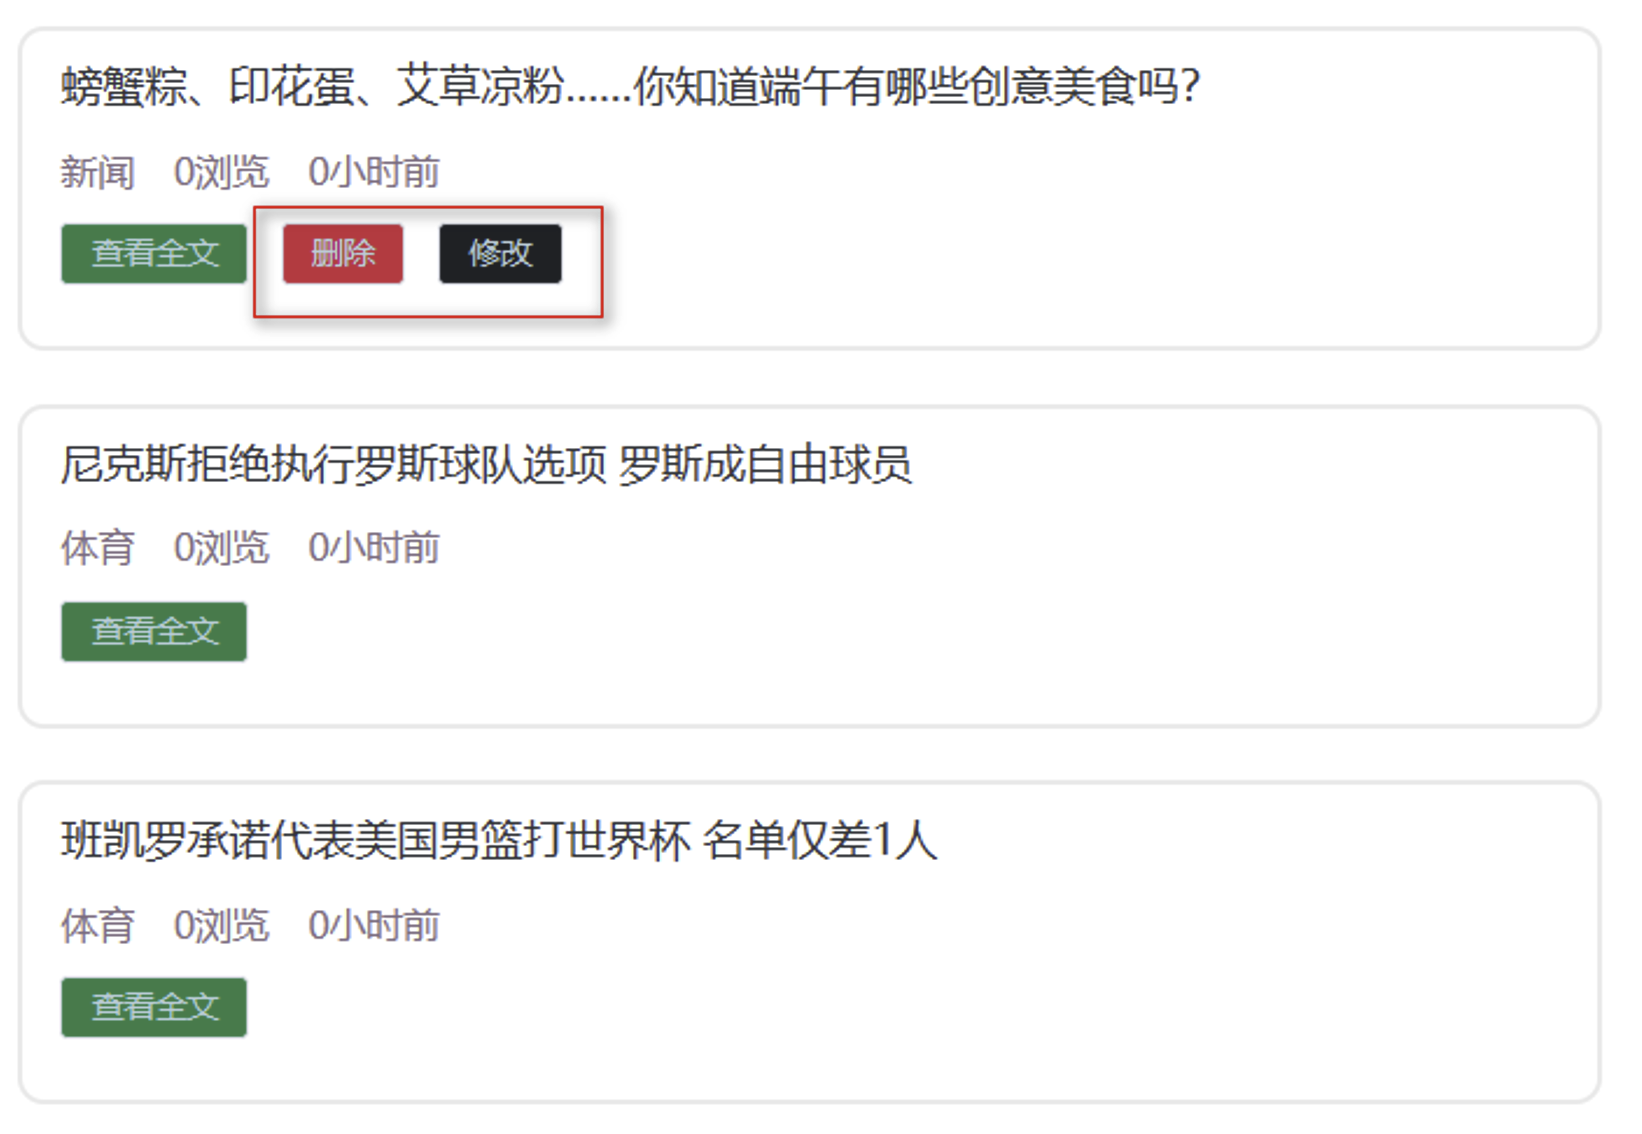 螃蟹粽、印花蛋、艾草凉粉......你知道端午有哪些创意美食吗?
新闻 0浏览 0小时前
查看全文 删除 修改
尼克斯拒绝执行罗斯球队选项 罗斯成自由球员
体育 0浏览 0小时前
查看全文
班凯罗承诺代表美国男篮打世界杯 名单仅差1人
体育 0浏览 0小时前
查看全文